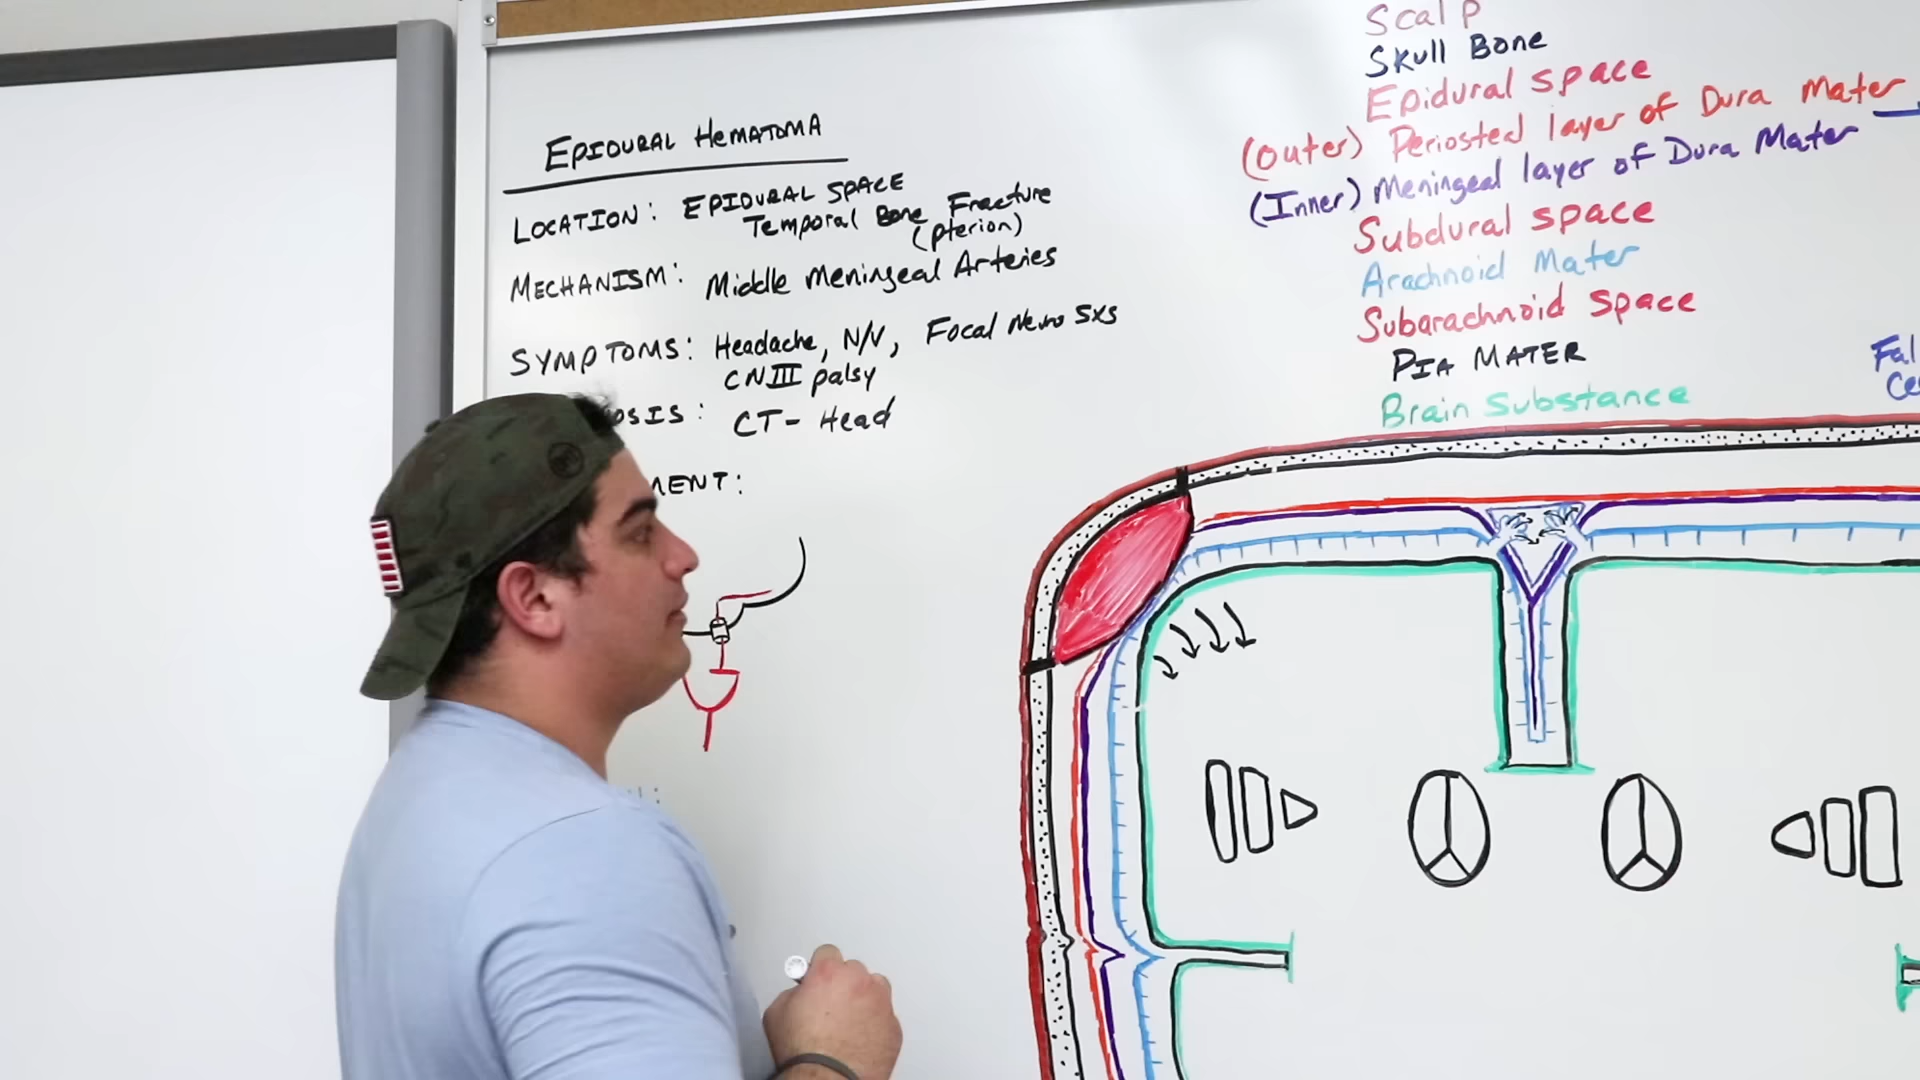 EPIDURAL HEMATOMA
LOCATION: EPIDURAL SPACE
Temporal Bone Fracture
(pterion)
MECHANISM: Middle Meningeal Arteries
SYMPTOMS: Headache, N/V, Focal Neuro Sxs
CN III palsy
OSIS: CT- Head
MENT:
Scalp
Skull Bone
Epidural space
(Outer) Periosteal layer of Dura Mater
(Inner) Meningeal layer of Dura Mater
Subdural space
Arachnoid Mater
Subarachnoid space
PIA MATER
Brain Substance
Fal
Ce